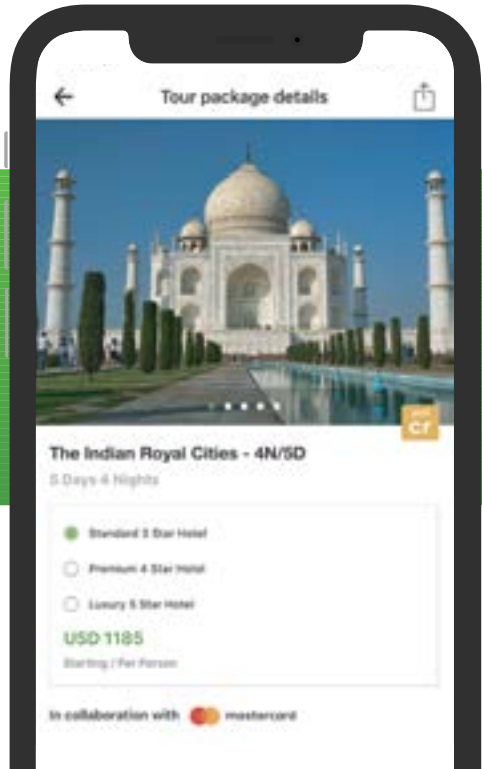 Tour package details
cr
The Indian Royal Cities - 4N/5D
5 Days 4 Nights
Standard 3 Star Hotel
Premium 4 Star Hotel
Luxury 5 Star Hotel
USD 1185
Starting / Per Person
In collaboration with mastercard